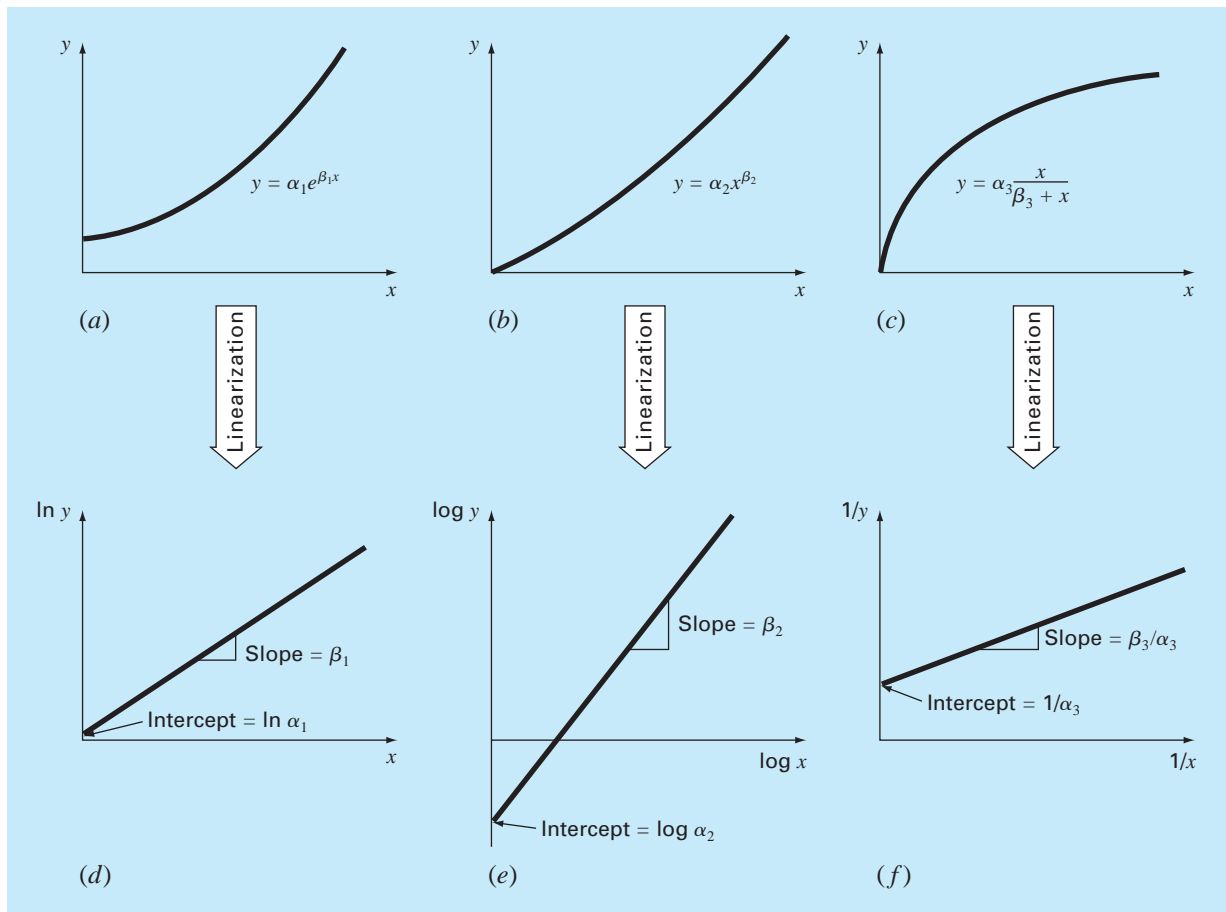 y
y = α₁e^{β₁x}
x
(a)
y
y = α₂x^{β₂}
x
(b)
y
y = α₃ x / (β₃ + x)
x
(c)
Linearization
Linearization
Linearization
ln y
Slope = β₁
Intercept = ln α₁
x
(d)
log y
Slope = β₂
log x
Intercept = log α₂
(e)
1/y
Slope = β₃/α₃
Intercept = 1/α₃
1/x
(f)